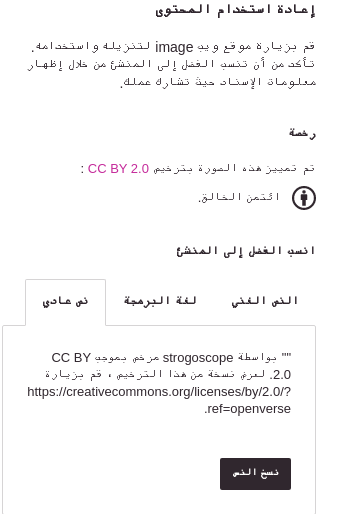 إعادة استخدام المحتوى
قم بزيارة موقع ويب image لتنزيله واستخدامه.
تأكد من أن تنسب الفضل إلى المنشئ من خلال إظهار
معلومات الإسناد حيث تشارك عملك.
رخصة
تم تمييز هذه الصورة بترخيص CC BY 2.0 :
ائتمن الخالق.
انسب الفضل إلى المنشئ
النص الغني
لغة البرمجة
نص عادي
"" بواسطة strogoscope مرخص بموجب CC BY
2.0. لعرض نسخة من هذا الترخيص ، قم بزيارة
https://creativecommons.org/licenses/by/2.0/?
ref=openverse.
نسخ النص